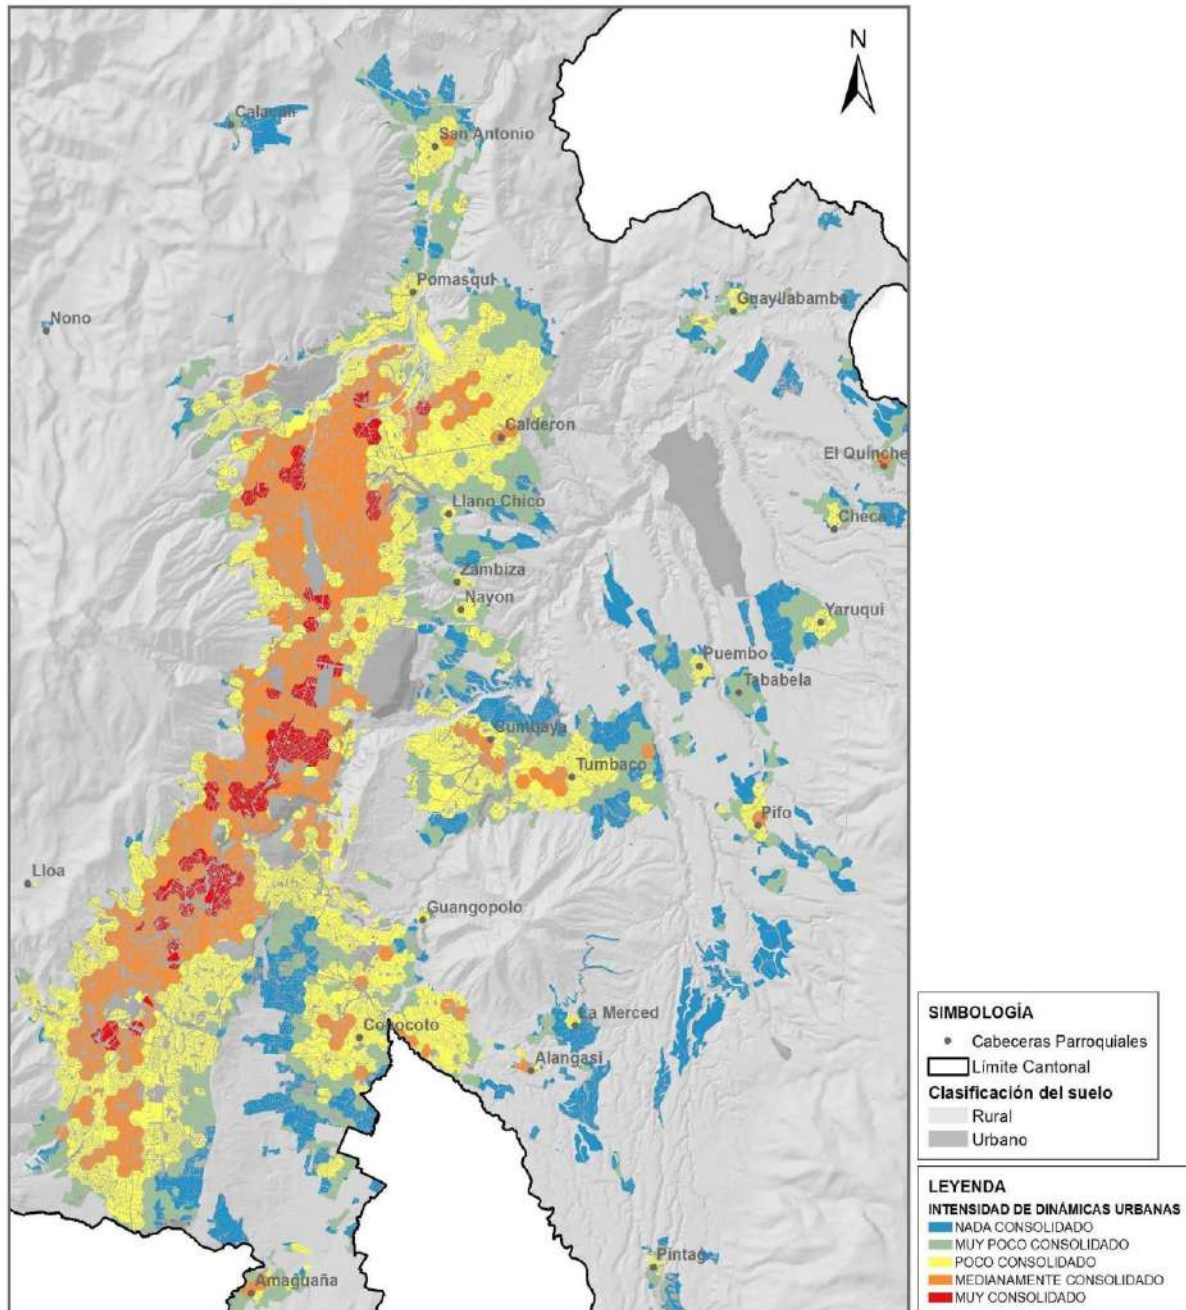 N
Calacali
San Antonio
Pomasqui
Nono
Guayllabamba
Calderon
El Quinche
Llano Chico
Checa
Zambiza
Nayon
Yaruqui
Puembo
Tababela
Cumbaya
Tumbaco
Pifo
Lloa
Guangopolo
La Merced
Conocoto
Alangasi
Pintag
Amaguaña
SIMBOLOGÍA
Cabeceras Parroquiales
Límite Cantonal
Clasificación del suelo
Rural
Urbano
LEYENDA
INTENSIDAD DE DINÁMICAS URBANAS
NADA CONSOLIDADO
MUY POCO CONSOLIDADO
POCO CONSOLIDADO
MEDIANAMENTE CONSOLIDADO
MUY CONSOLIDADO